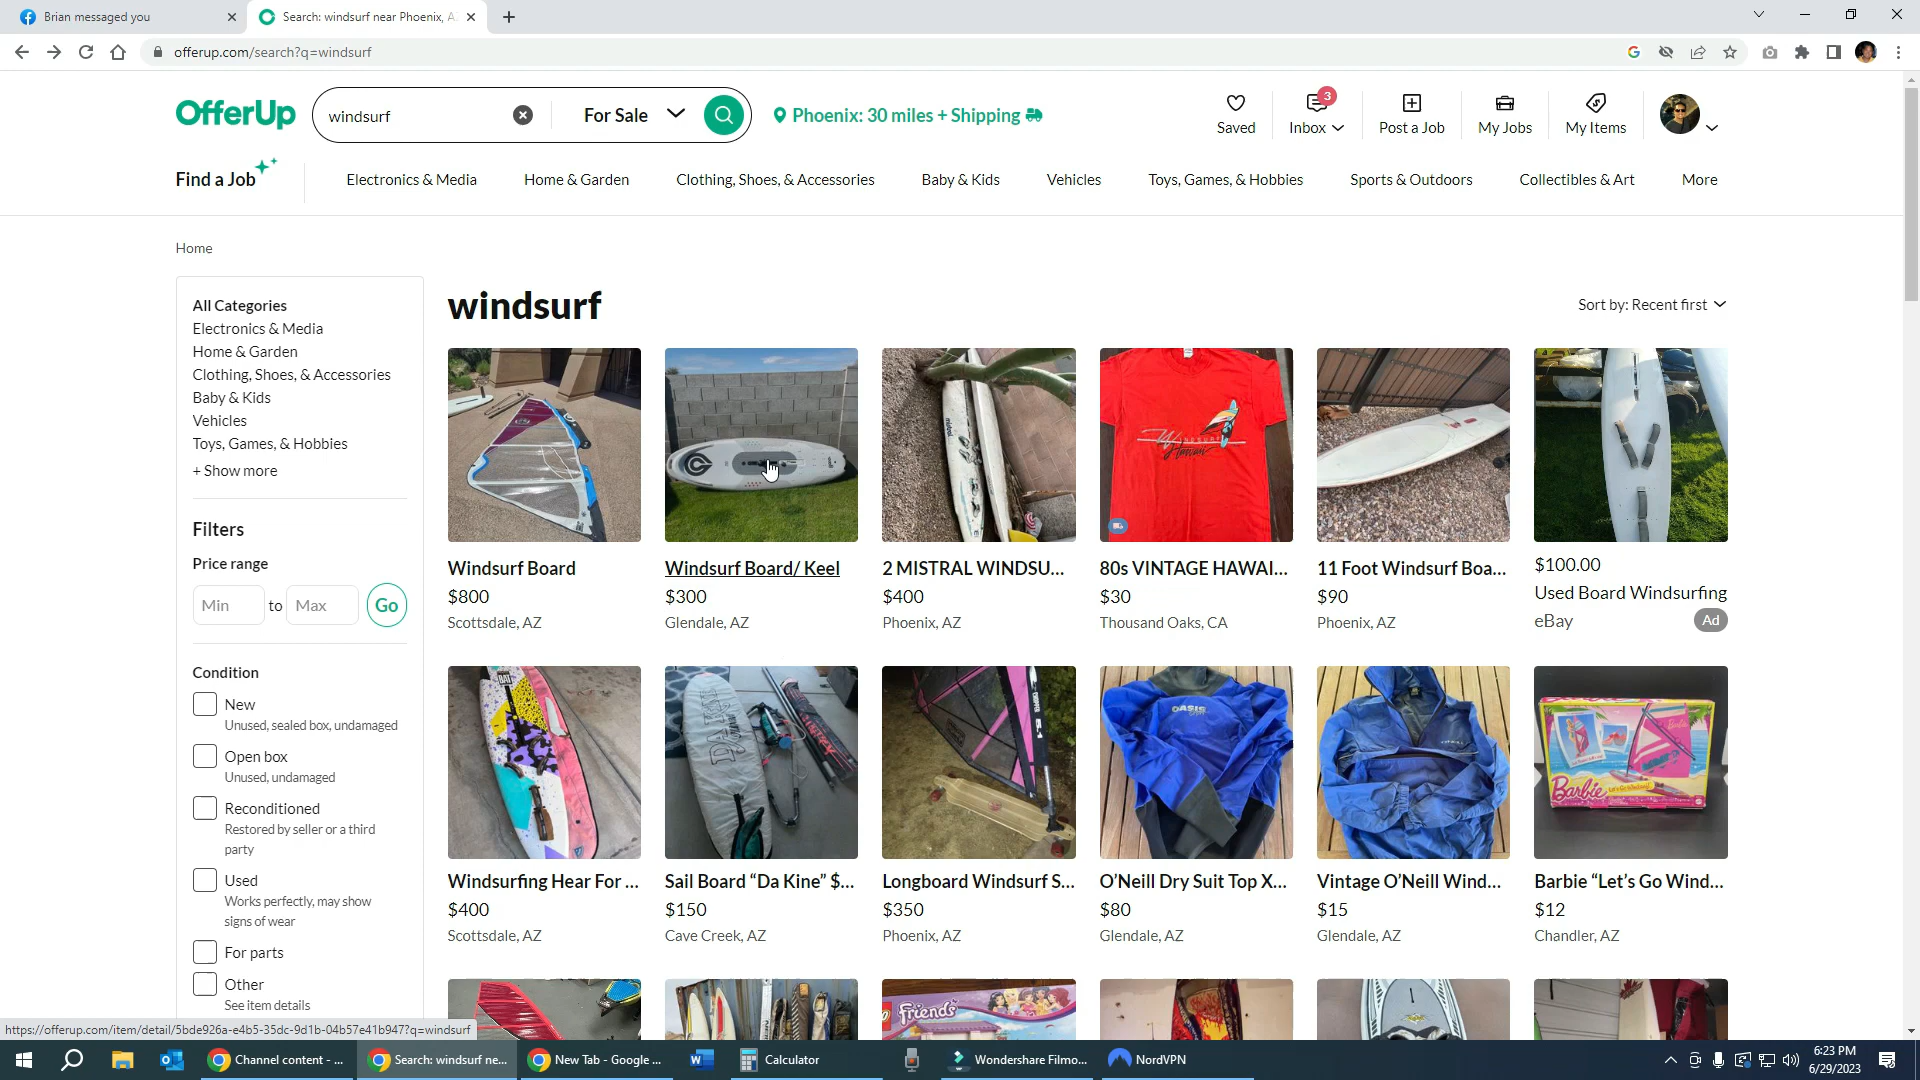 Brian messaged you
Search: windsurf near Phoenix, A
offerup.com/search?q=windsurf
OfferUp
windsurf
For Sale
Phoenix: 30 miles + Shipping
Saved
3
Inbox
Post a Job
My Jobs
My Items
Find a Job
Electronics & Media
Home & Garden
Clothing, Shoes, & Accessories
Baby & Kids
Vehicles
Toys, Games, & Hobbies
Sports & Outdoors
Collectibles & Art
More
Home
All Categories
Electronics & Media
Home & Garden
Clothing, Shoes, & Accessories
Baby & Kids
Vehicles
Toys, Games, & Hobbies
+ Show more
Filters
Price range
Min
to
Max
Go
Condition
New
Unused, sealed box, undamaged
Open box
Unused, undamaged
Reconditioned
Restored by seller or a third
party
Used
Works perfectly, may show
signs of wear
For parts
Other
See item details
windsurf
Sort by: Recent first
Windsurf Board
$800
Scottsdale, AZ
Windsurf Board/ Keel
$300
Glendale, AZ
2 MISTRAL WINDSU...
$400
Phoenix, AZ
80s VINTAGE HAWAI...
$30
Thousand Oaks, CA
11 Foot Windsurf Boa...
$90
Phoenix, AZ
$100.00
Used Board Windsurfing
eBay
Ad
BAT
DAKINE
OASIS
Barbie
Let's Go Windsurf
Windsurfing Hear For ...
$400
Scottsdale, AZ
Sail Board “Da Kine” $...
$150
Cave Creek, AZ
Longboard Windsurf S...
$350
Phoenix, AZ
O’Neill Dry Suit Top X...
$80
Glendale, AZ
Vintage O’Neill Wind...
$15
Glendale, AZ
Barbie “Let’s Go Wind...
$12
Chandler, AZ
Friends
https://offerup.com/item/detail/5bde926a-e4b5-35dc-9d1b-04b57e41b947?q=windsurf
Channel content - ...
Search: windsurf ne...
New Tab - Google ...
Calculator
Wondershare Filmo...
NordVPN
6:23 PM
6/29/2023